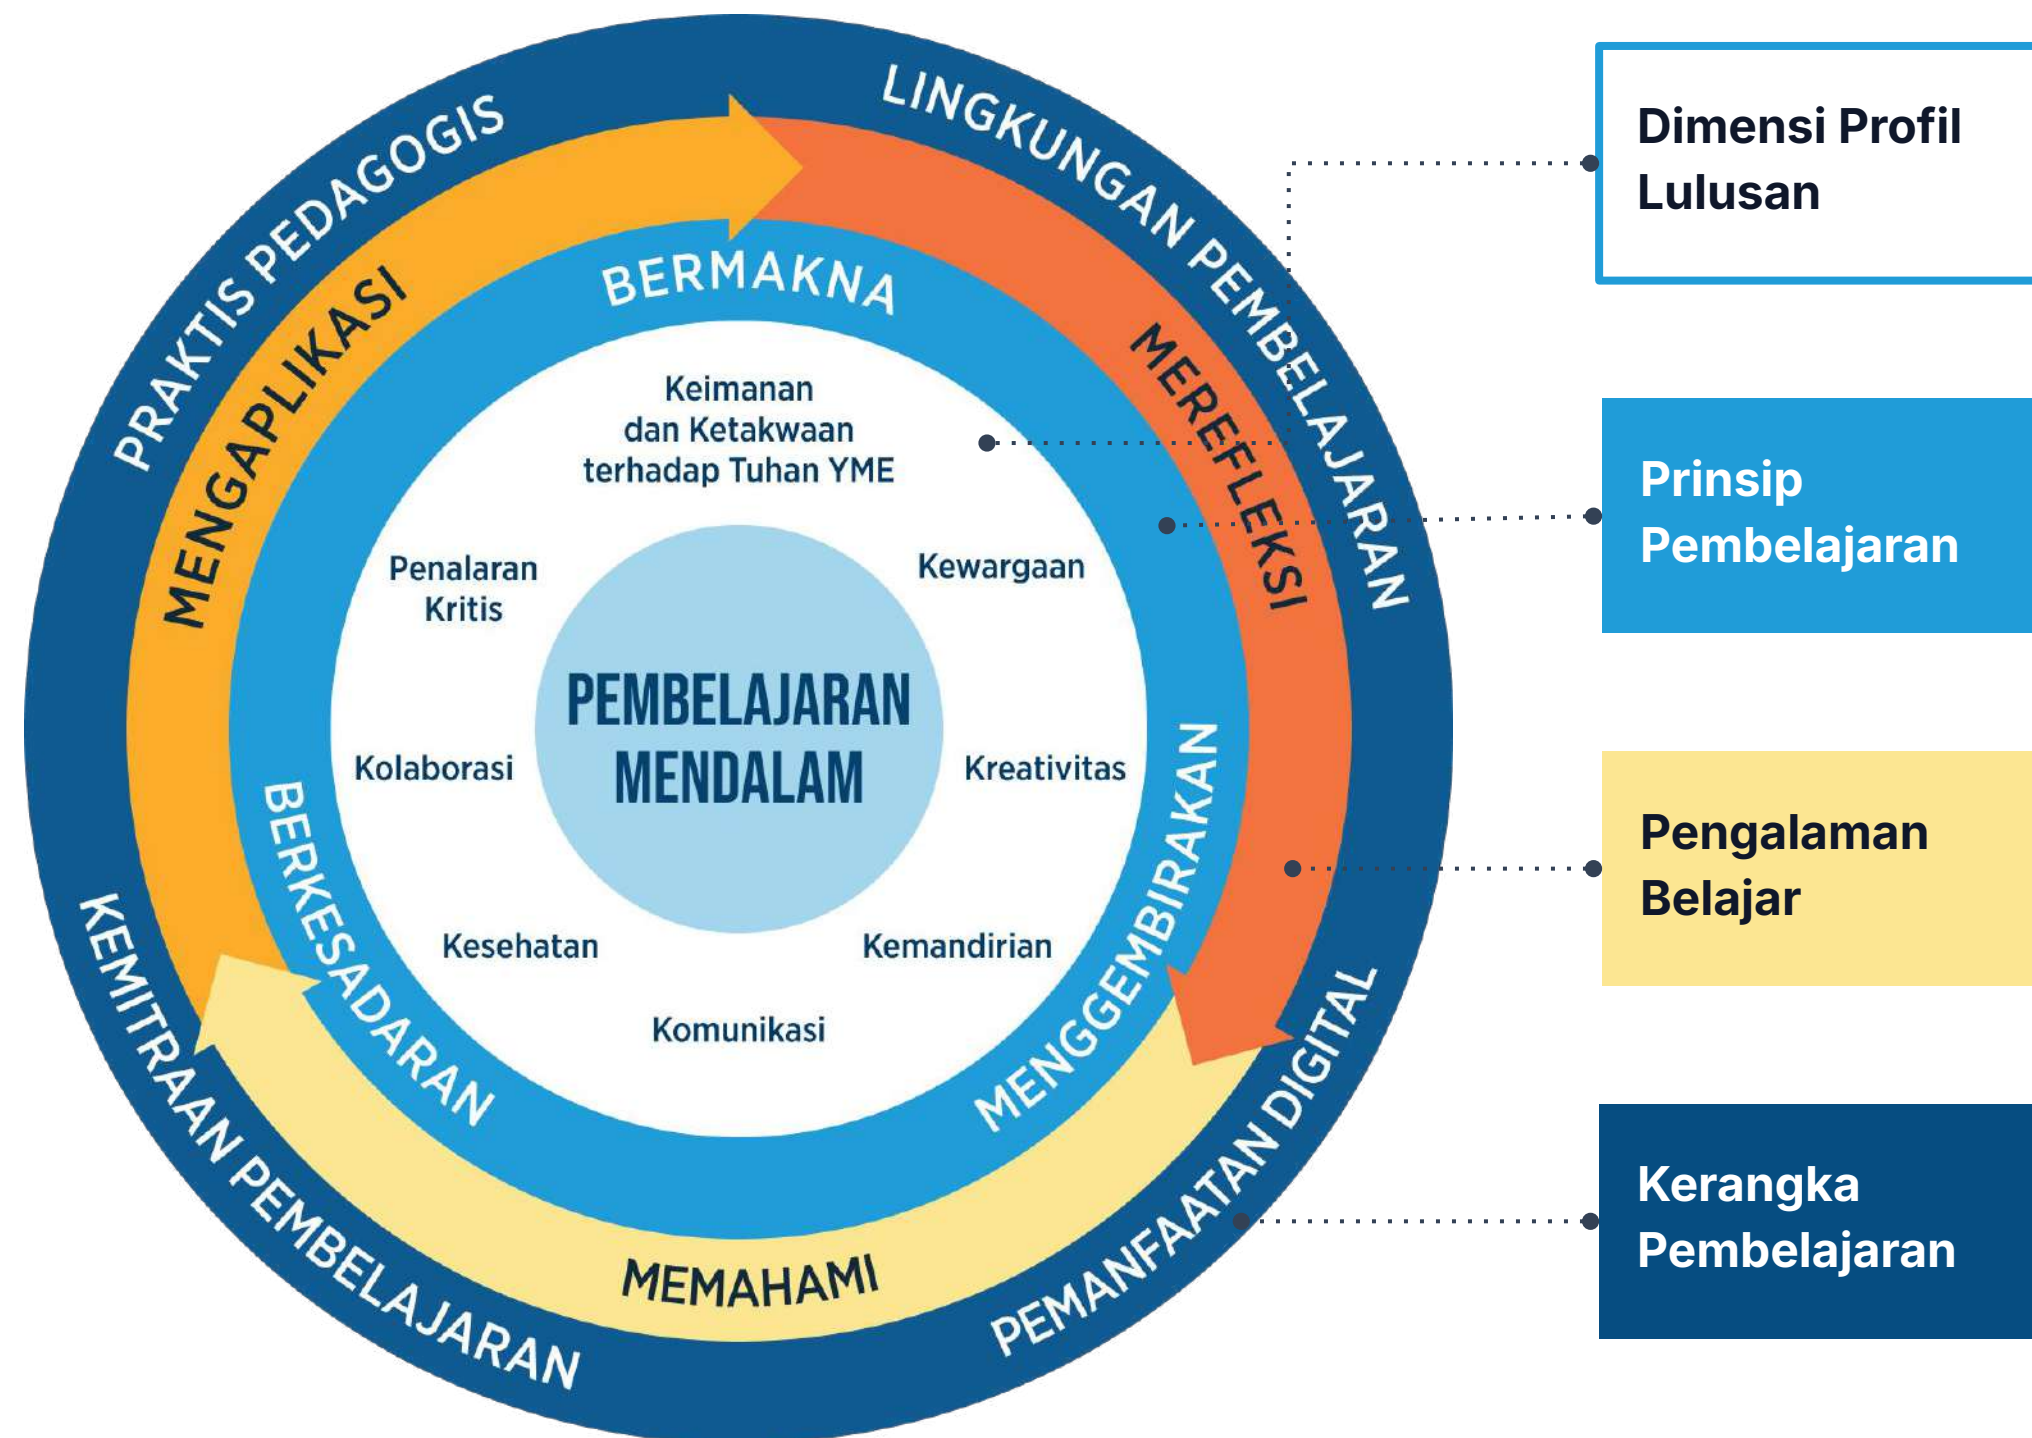 PRAKTIS PEDAGOGIS
LINGKUNGAN PEMBELAJARAN
MENGAPLIKASI
MEREFLEKSI
BERMAKNA
Keimanan
dan Ketakwaan
terhadap Tuhan YME
Penalaran
Kritis
Kewargaan
PEMBELAJARAN
MENDALAM
Kolaborasi
Kreativitas
Kesehatan
Kemandirian
Komunikasi
BERKESADARAN
MENGGEMBIRAKAN
MEMAHAMI
KEMITRAAN PEMBELAJARAN
PEMANFAATAN DIGITAL
Dimensi Profil
Lulusan
Prinsip
Pembelajaran
Pengalaman
Belajar
Kerangka
Pembelajaran